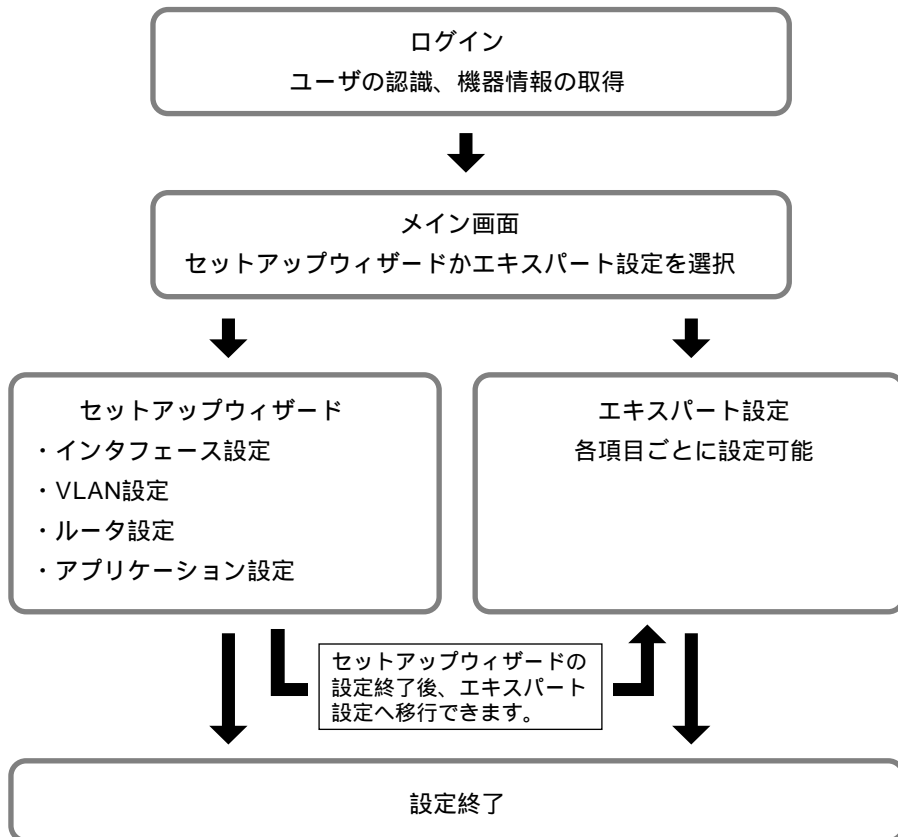 ログイン
ユーザの認識、機器情報の取得
メイン画面
セットアップウィザードかエキスパート設定を選択
セットアップウィザード
・インタフェース設定
・VLAN設定
・ルータ設定
・アプリケーション設定
エキスパート設定
各項目ごとに設定可能
セットアップウィザードの
設定終了後、エキスパート
設定へ移行できます。
設定終了